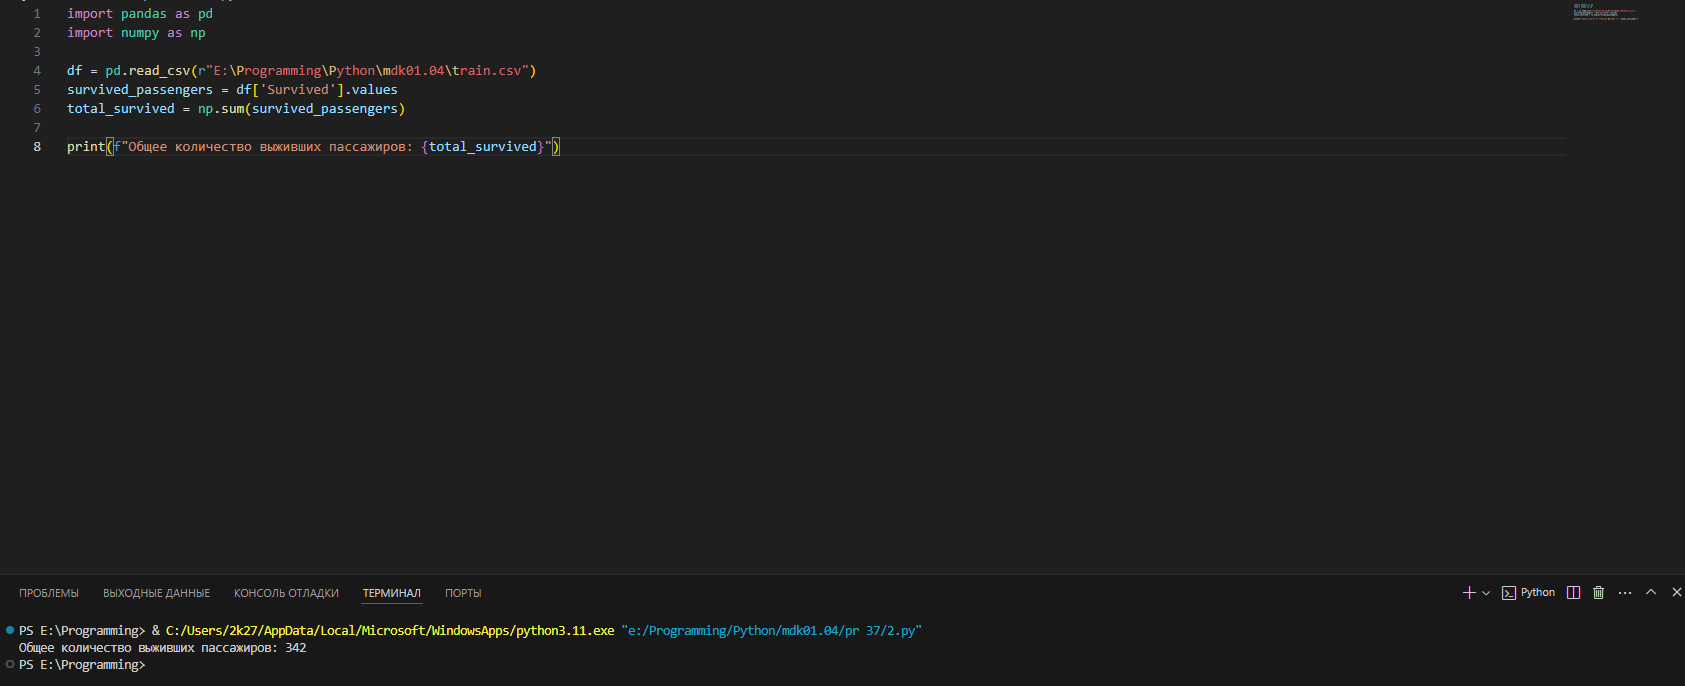 1 import pandas as pd
2 import numpy as np
3
4 df = pd.read_csv(r"E:\Programming\Python\mdk01.04\train.csv")
5 survived_passengers = df['Survived'].values
6 total_survived = np.sum(survived_passengers)
7
8 print(f"Общее количество выживших пассажиров: {total_survived}")
ПРОБЛЕМЫ ВЫХОДНЫЕ ДАННЫЕ КОНСОЛЬ ОТЛАДКИ ТЕРМИНАЛ ПОРТЫ Python
PS E:\Programming> & C:/Users/2k27/AppData/Local/Microsoft/WindowsApps/python3.11.exe "e:/Programming/Python/mdk01.04/pr 37/2.py"
Общее количество выживших пассажиров: 342
PS E:\Programming>